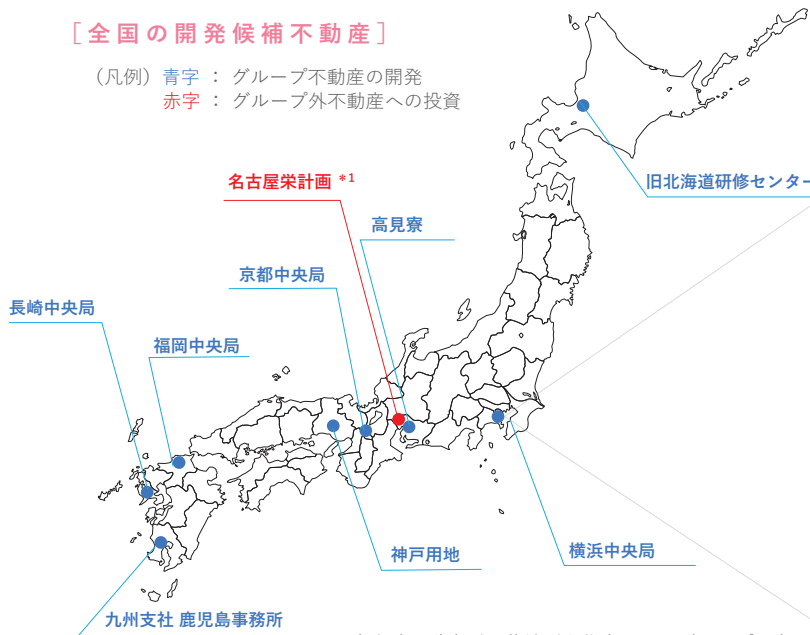 ［全国の開発候補不動産］
（凡例）青字 ： グループ不動産の開発
赤字 ： グループ外不動産への投資
旧北海道研修センター
名古屋栄計画 *1
高見寮
京都中央局
長崎中央局
福岡中央局
神戸用地
横浜中央局
九州支社 鹿児島事務所